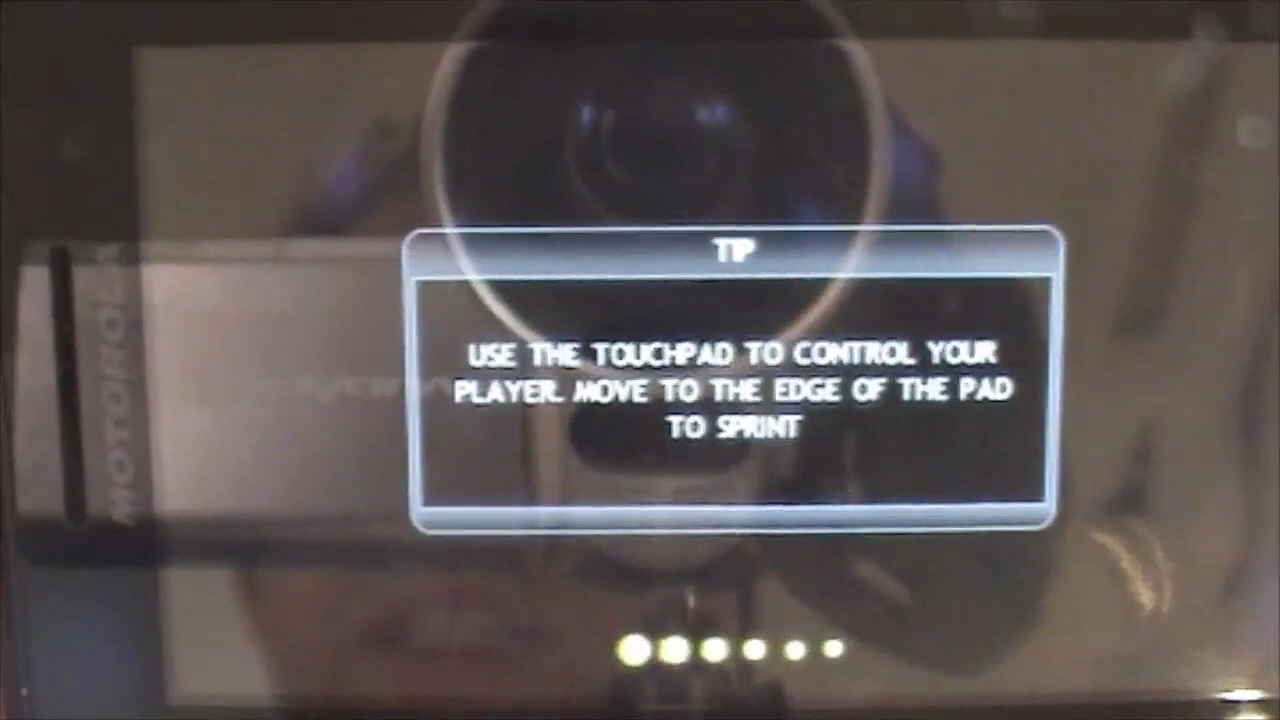 TIP
USE THE TOUCHPAD TO CONTROL YOUR
PLAYER. MOVE TO THE EDGE OF THE PAD
TO SPRINT
MOTOROLA